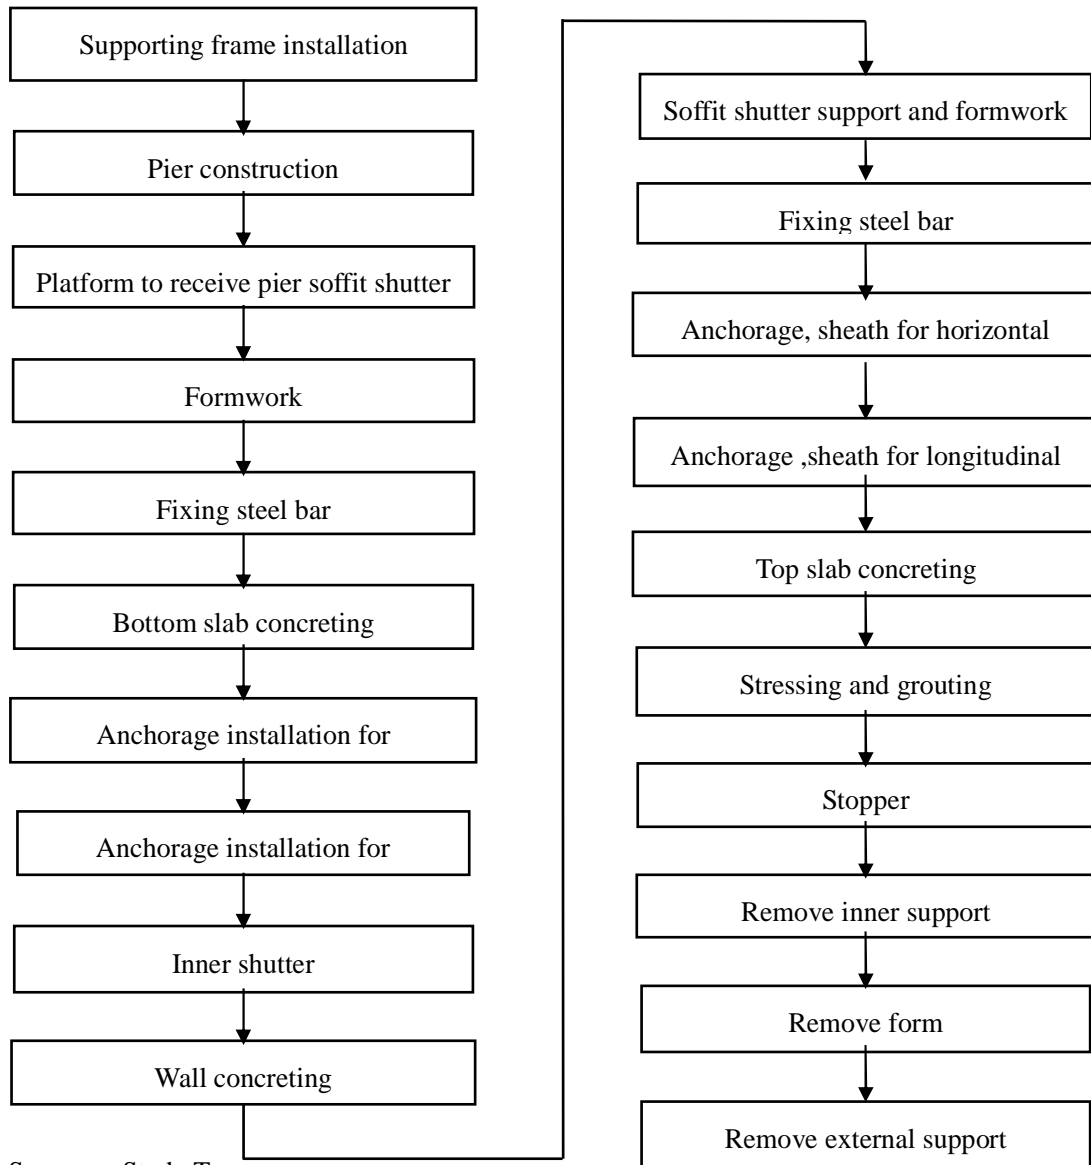 Supporting frame installation
Pier construction
Platform to receive pier soffit shutter
Formwork
Fixing steel bar
Bottom slab concreting
Anchorage installation for
Anchorage installation for
Inner shutter
Wall concreting
Soffit shutter support and formwork
Fixing steel bar
Anchorage, sheath for horizontal
Anchorage ,sheath for longitudinal
Top slab concreting
Stressing and grouting
Stopper
Remove inner support
Remove form
Remove external support